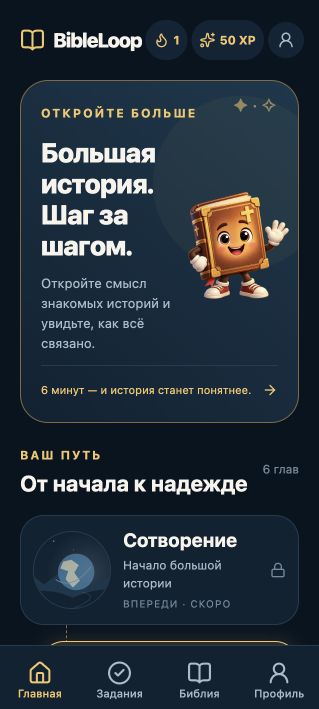 BibleLoop 1 50 XP
ОТКРОЙТЕ БОЛЬШЕ
Большая
история.
Шаг за
шагом.
Откройте смысл
знакомых историй и
увидьте, как всё
связано.
6 минут — и история станет понятнее.
ВАШ ПУТЬ
От начала к надежде
6 глав
Сотворение
Начало большой
истории
ВПЕРЕДИ · СКОРО
Главная Задания Библия Профиль